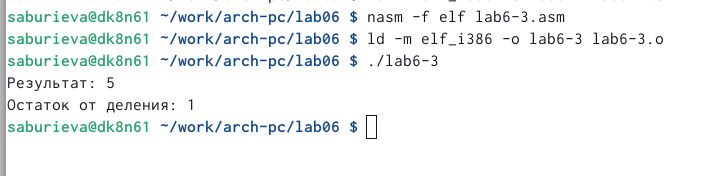 saburieva@dk8n61 ~/work/arch-pc/lab06 $ nasm -f elf lab6-3.asm
saburieva@dk8n61 ~/work/arch-pc/lab06 $ ld -m elf_i386 -o lab6-3 lab6-3.o
saburieva@dk8n61 ~/work/arch-pc/lab06 $ ./lab6-3
Результат: 5
Остаток от деления: 1
saburieva@dk8n61 ~/work/arch-pc/lab06 $